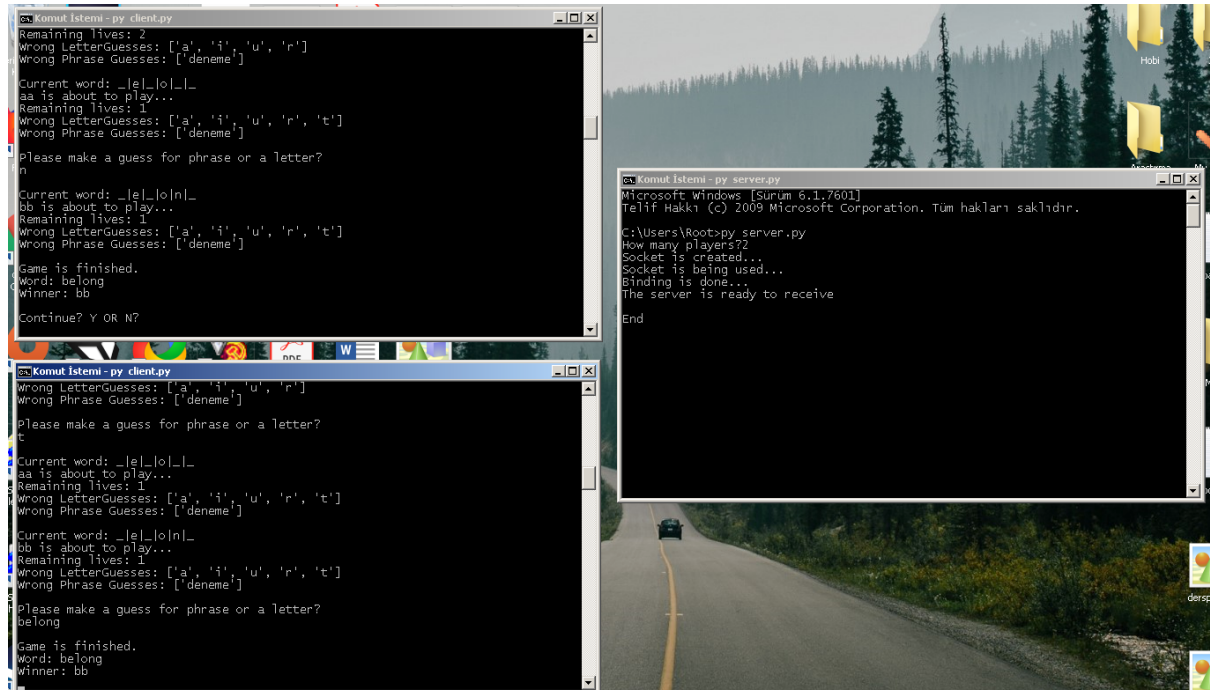 Komut İstemi - py client.py
Remaining lives: 2
Wrong LetterGuesses: ['a', 'i', 'u', 'r']
Wrong Phrase Guesses: ['deneme']
Current word: _|e|_|o|_|_
aa is about to play...
Remaining lives: 1
Wrong LetterGuesses: ['a', 'i', 'u', 'r', 't']
Wrong Phrase Guesses: ['deneme']
Please make a guess for phrase or a letter?
n
Current word: _|e|_|o|n|_
bb is about to play...
Remaining lives: 1
Wrong LetterGuesses: ['a', 'i', 'u', 'r', 't']
Wrong Phrase Guesses: ['deneme']
Game is finished.
Word: belong
Winner: bb
Continue? Y OR N?
PDF
W
Komut İstemi - py client.py
Wrong LetterGuesses: ['a', 'i', 'u', 'r']
Wrong Phrase Guesses: ['deneme']
Please make a guess for phrase or a letter?
t
Current word: _|e|_|o|_|_
aa is about to play...
Remaining lives: 1
Wrong LetterGuesses: ['a', 'i', 'u', 'r', 't']
Wrong Phrase Guesses: ['deneme']
Current word: _|e|_|o|n|_
bb is about to play...
Remaining lives: 1
Wrong LetterGuesses: ['a', 'i', 'u', 'r', 't']
Wrong Phrase Guesses: ['deneme']
Please make a guess for phrase or a letter?
belong
Game is finished.
Word: belong
Winner: bb
Hobi
Komut İstemi - py server.py
Microsoft Windows [Sürüm 6.1.7601]
Telif Hakkı (c) 2009 Microsoft Corporation. Tüm hakları saklıdır.
C:\Users\Root>py server.py
How many players?2
Socket is created...
Socket is being used...
Binding is done...
The server is ready to receive
End
dersp